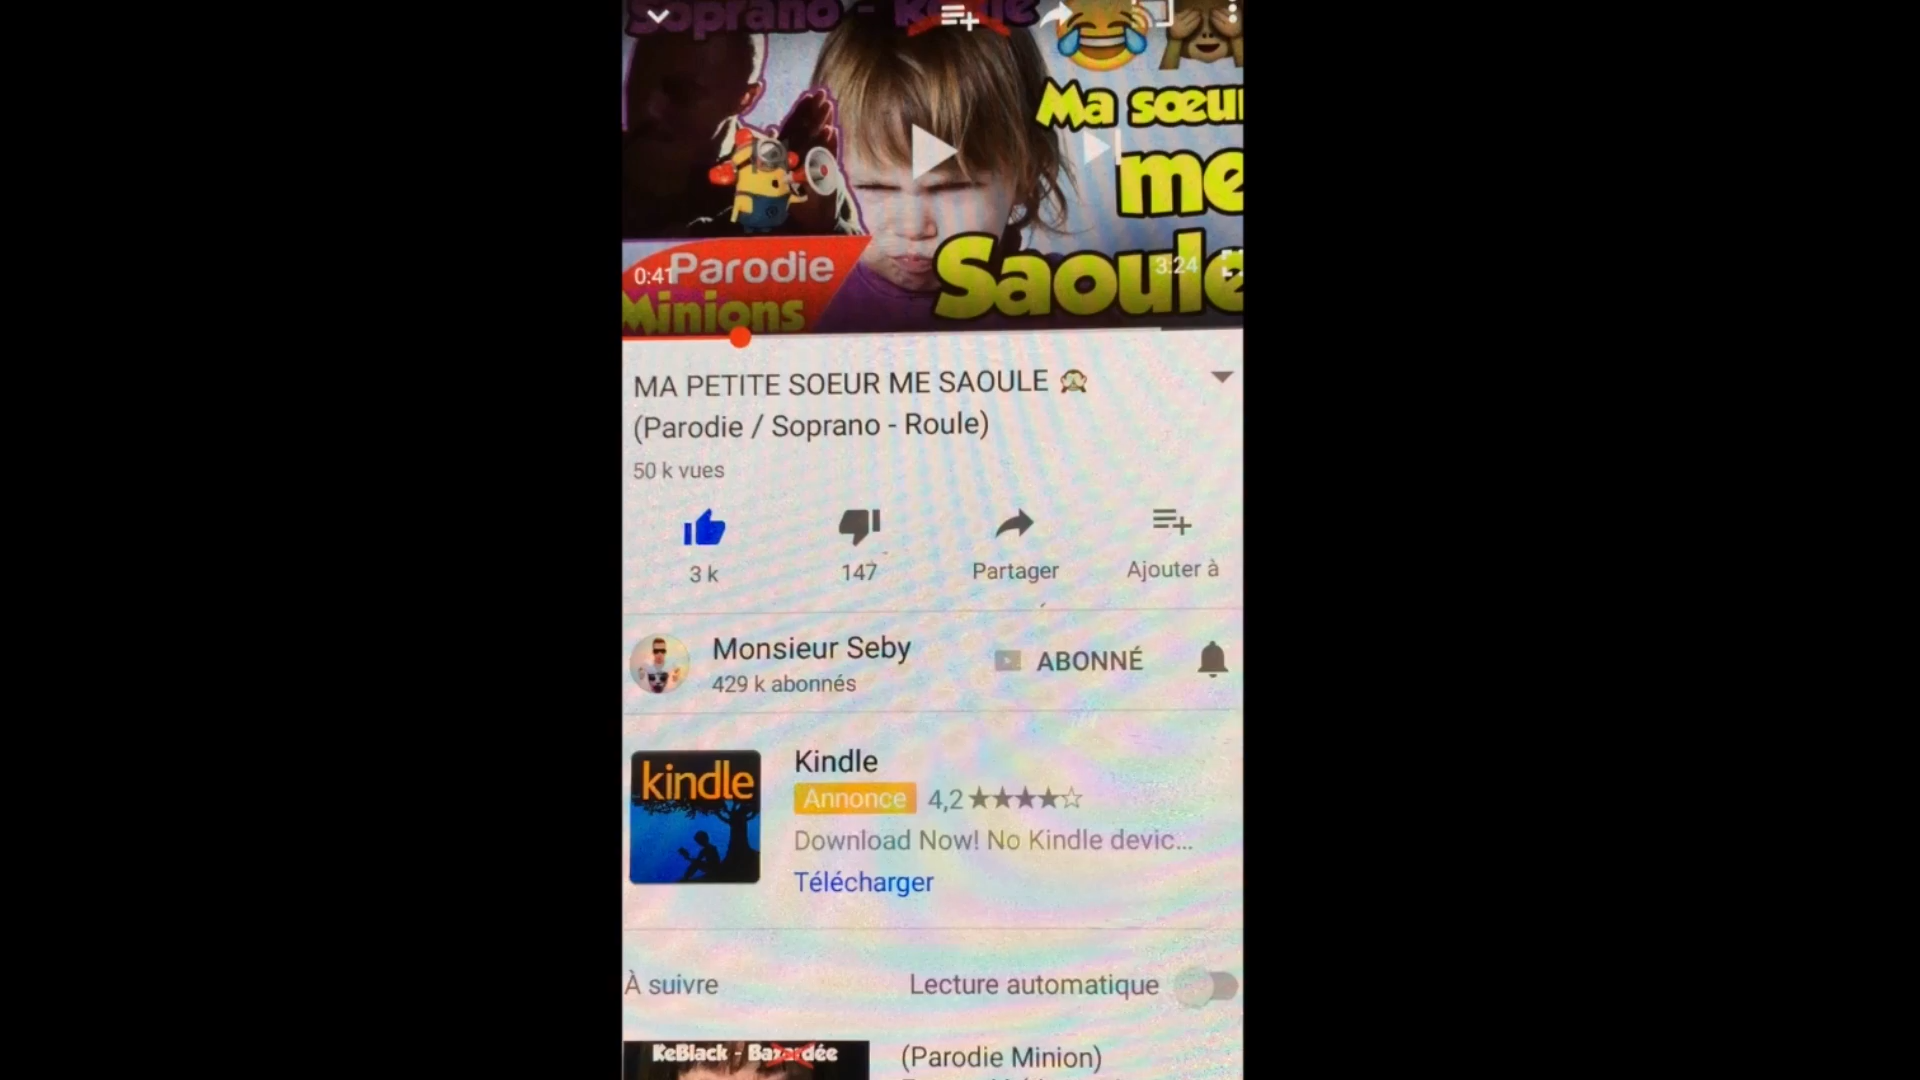 Soprano - Roule
Ma sœur
me
Saoule
0:41
Parodie
Minions
3:24
MA PETITE SOEUR ME SAOULE 🙊
(Parodie / Soprano - Roule)
50 k vues
3 k
147
Partager
Ajouter à
Monsieur Seby
429 k abonnés
ABONNÉ
kindle
Kindle
Annonce 4,2
Download Now! No Kindle devic...
Télécharger
À suivre
Lecture automatique
KeBlack - Bazardée
(Parodie Minion)